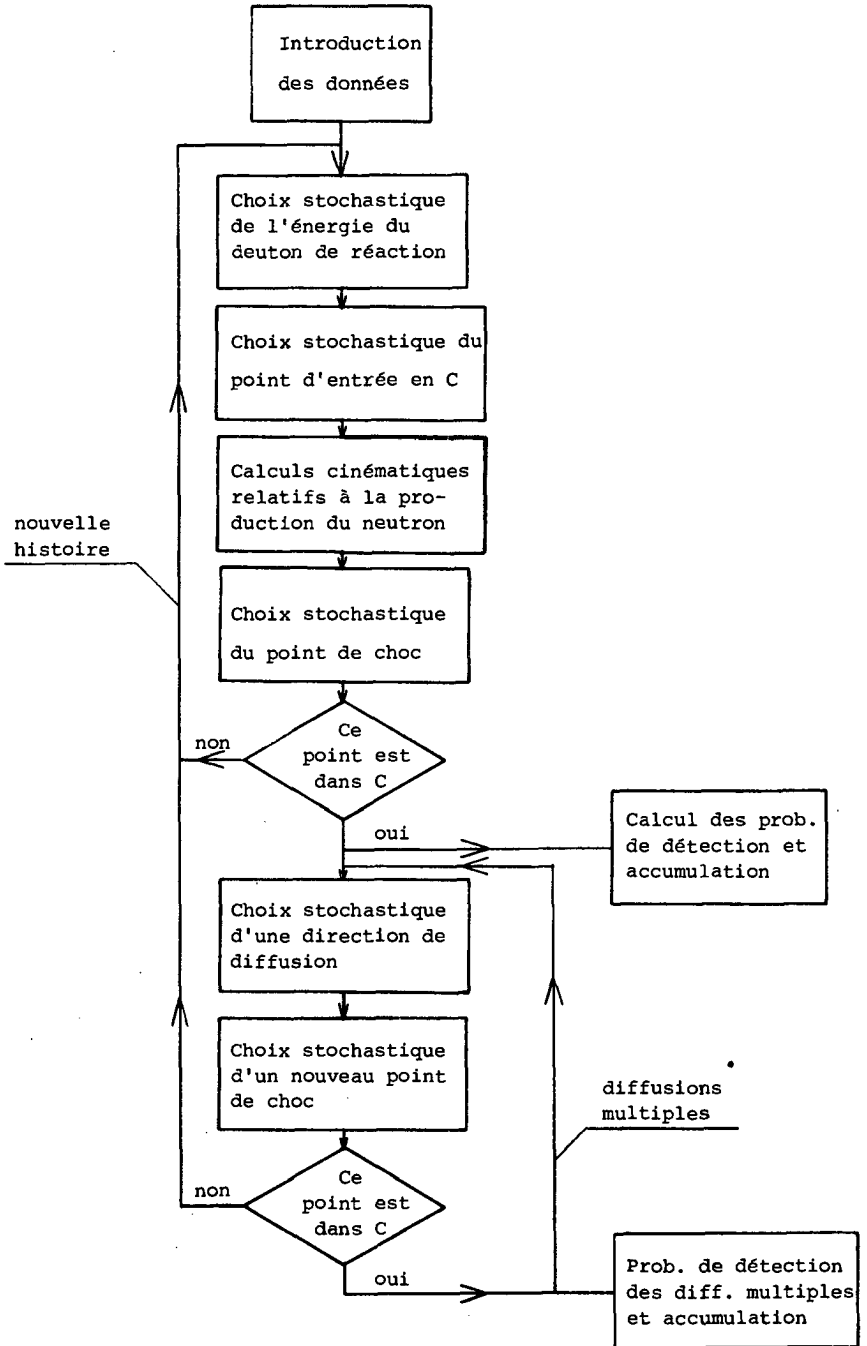 Introduction
des données
Choix stochastique
de l'énergie du
deuton de réaction
Choix stochastique du
point d'entrée en C
Calculs cinématiques
relatifs à la pro-
duction du neutron
nouvelle
histoire
Choix stochastique
du point de choc
Ce
point est
dans C
non
oui
Calcul des prob.
de détection et
accumulation
Choix stochastique
d'une direction de
diffusion
Choix stochastique
d'un nouveau point
de choc
diffusions
multiples
Ce
point est
dans C
non
oui
Prob. de détection
des diff. multiples
et accumulation